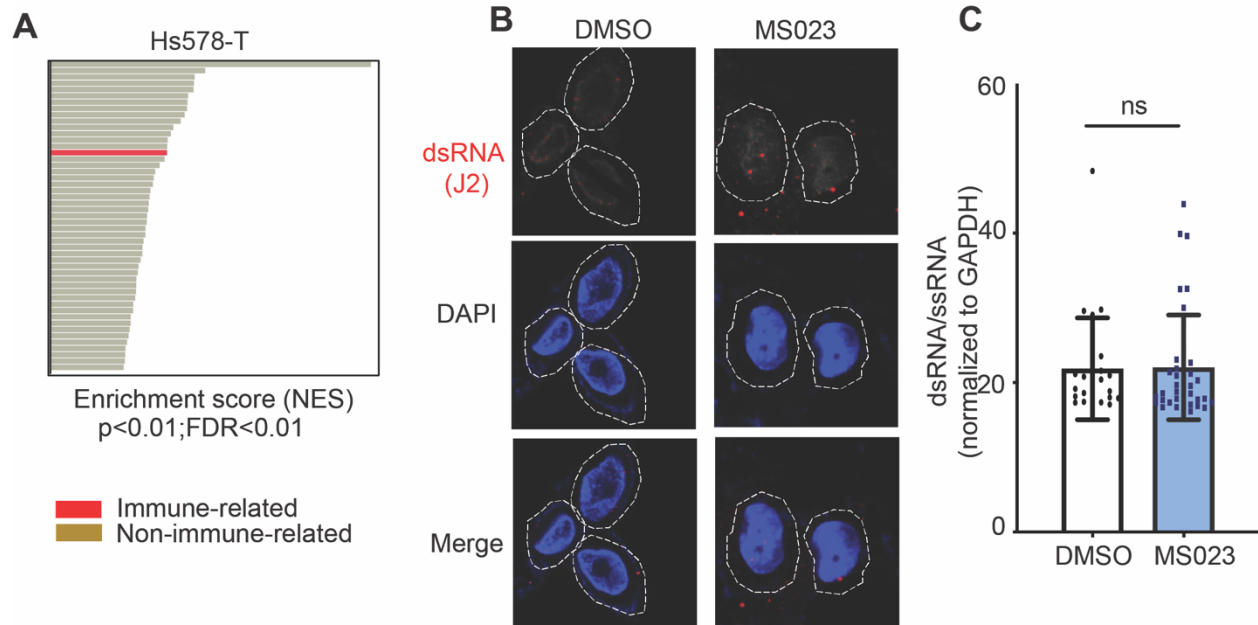 A
Hs578-T
Enrichment score (NES)
p<0.01;FDR<0.01
Immune-related
Non-immune-related
B
DMSO
MS023
dsRNA
(J2)
DAPI
Merge
C
dsRNA/ssRNA
(normalized to GAPDH)
60
40
20
0
ns
DMSO
MS023